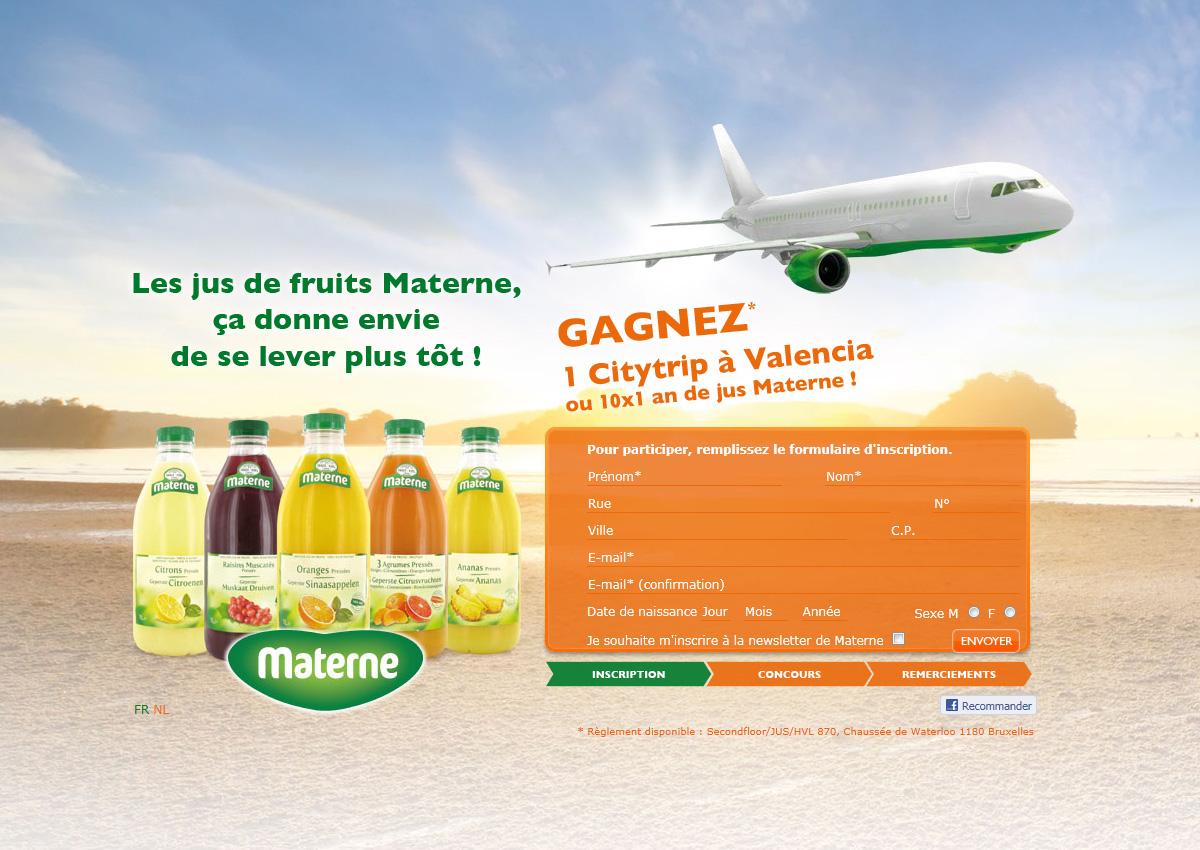 Les jus de fruits Materne,
ça donne envie
de se lever plus tôt !
GAGNEZ*
1 Citytrip à Valencia
ou 10x1 an de jus Materne !
Materne
Materne
Materne
Materne
Materne
Citrons Pressés
Geperste Citroenen
Raisins Muscatés
Pressés
Geperste
Muskaat Druiven
Oranges Pressées
Geperste Sinaasappelen
3 Agrumes Pressés
Geperste Citrusvruchten
Ananas Pressés
Geperste Ananas
Materne
FR NL
Pour participer, remplissez le formulaire d'inscription.
Prénom* Nom*
Rue N°
Ville C.P.
E-mail*
E-mail* (confirmation)
Date de naissance Jour Mois Année Sexe M F
Je souhaite m'inscrire à la newsletter de Materne ENVOYER
INSCRIPTION CONCOURS REMERCIEMENTS
Recommander
* Règlement disponible : Secondfloor/JUS/HVL 870, Chaussée de Waterloo 1180 Bruxelles